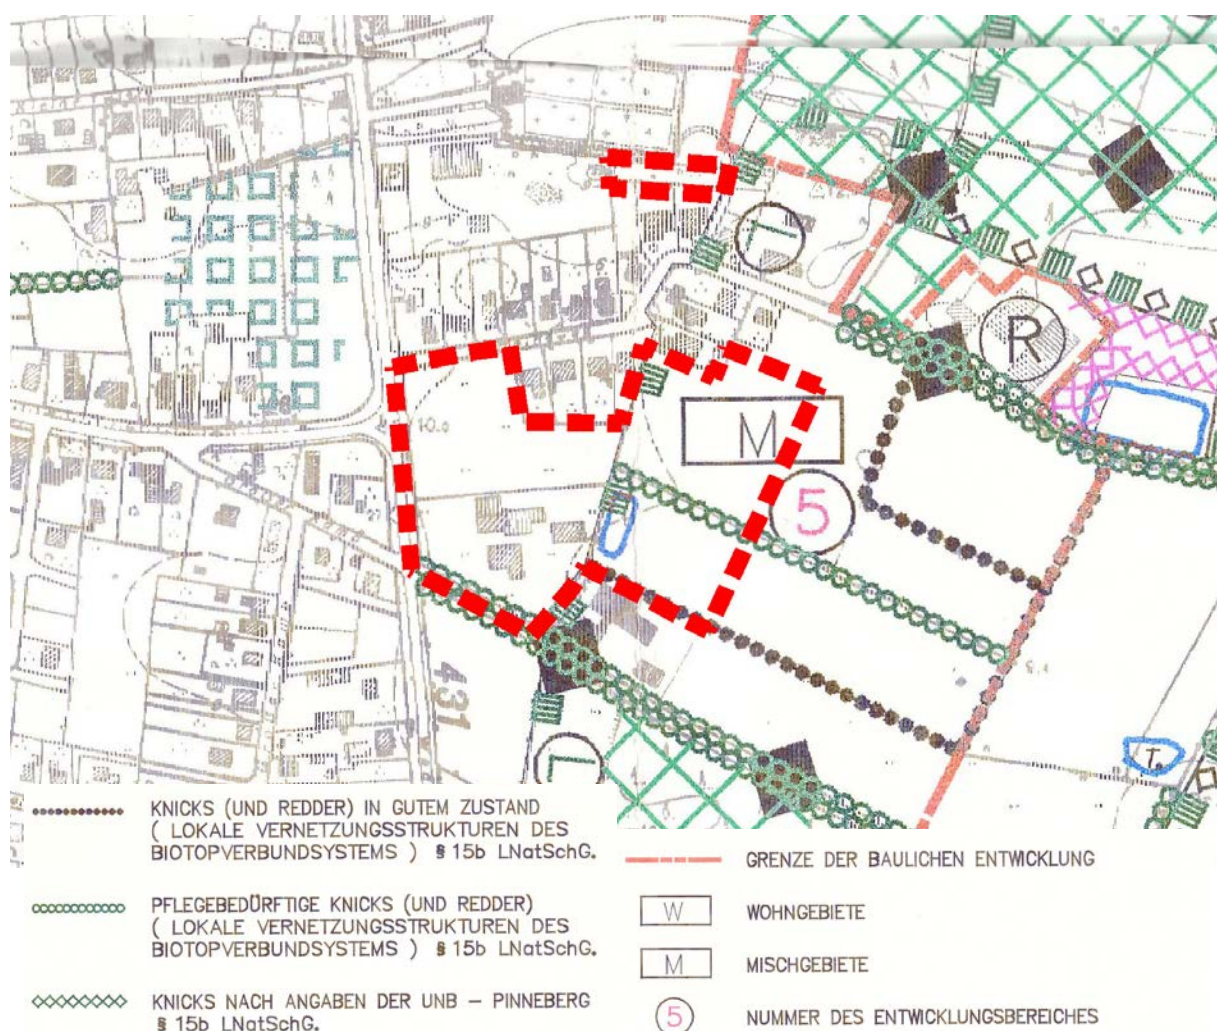 L
R
10.0
M
5
431
T.
L
KNICKS (UND REDDER) IN GUTEM ZUSTAND
( LOKALE VERNETZUNGSSTRUKTUREN DES
BIOTOPVERBUNDSYSTEMS ) § 15b LNatSchG.
PFLEGEBEDÜRFTIGE KNICKS (UND REDDER)
( LOKALE VERNETZUNGSSTRUKTUREN DES
BIOTOPVERBUNDSYSTEMS ) § 15b LNatSchG.
KNICKS NACH ANGABEN DER UNB – PINNEBERG
§ 15b LNatSchG.
GRENZE DER BAULICHEN ENTWICKLUNG
W WOHNGEBIETE
M MISCHGEBIETE
5 NUMMER DES ENTWICKLUNGSBEREICHES